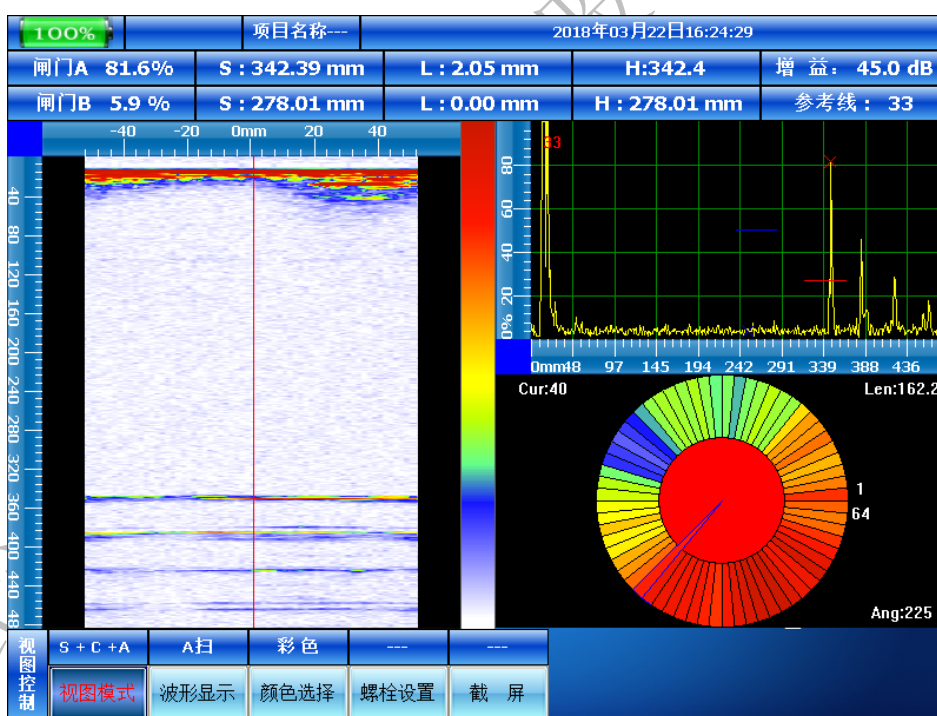 100%
项目名称---
2018年03月22日16:24:29
闸门A 81.6%
S : 342.39 mm
L : 2.05 mm
H:342.4
增 益: 45.0 dB
闸门B 5.9 %
S : 278.01 mm
L : 0.00 mm
H : 278.01 mm
参考线 : 33
-40 -20 0mm 20 40
40
80
120
160
200
240
280
320
360
400
440
48
33
80
60
40
20
0%
0mm48 97 145 194 242 291 339 388 436
Cur:40
Len:162.2
1
64
Ang:225
视图控制
S + C +A
A扫
彩 色
---
---
视图模式
波形显示
颜色选择
螺栓设置
截 屏